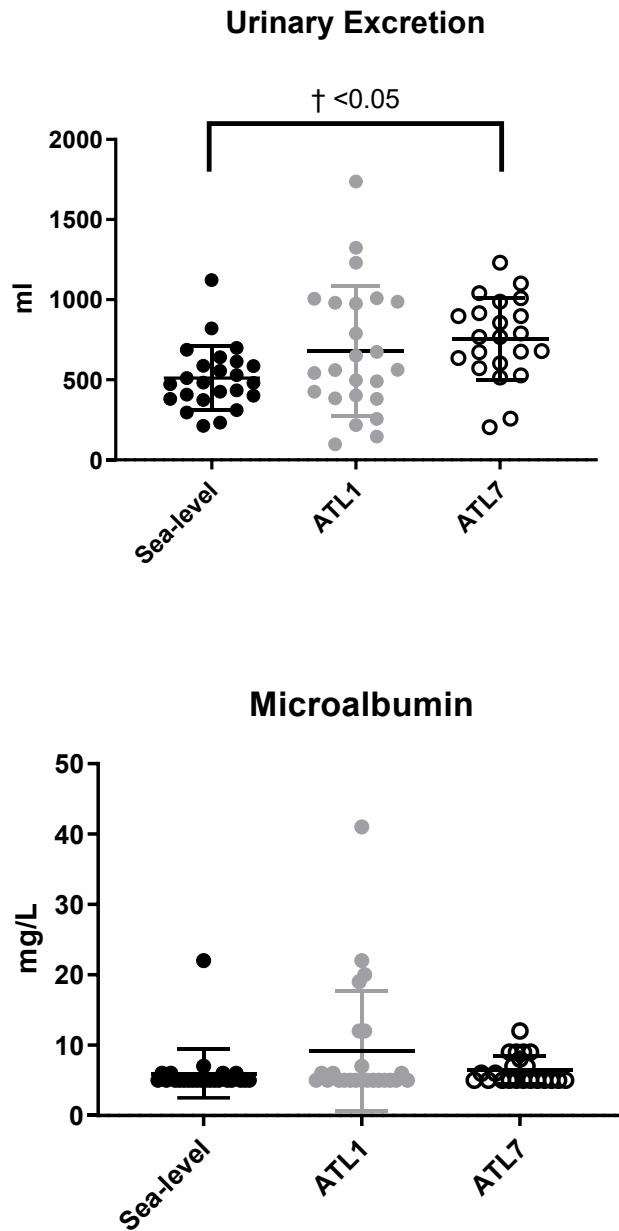 Urinary Excretion
† <0.05
2000
1500
1000
500
0
ml
Sea-level
ATL1
ATL7
Microalbumin
50
40
30
20
10
0
mg/L
Sea-level
ATL1
ATL7